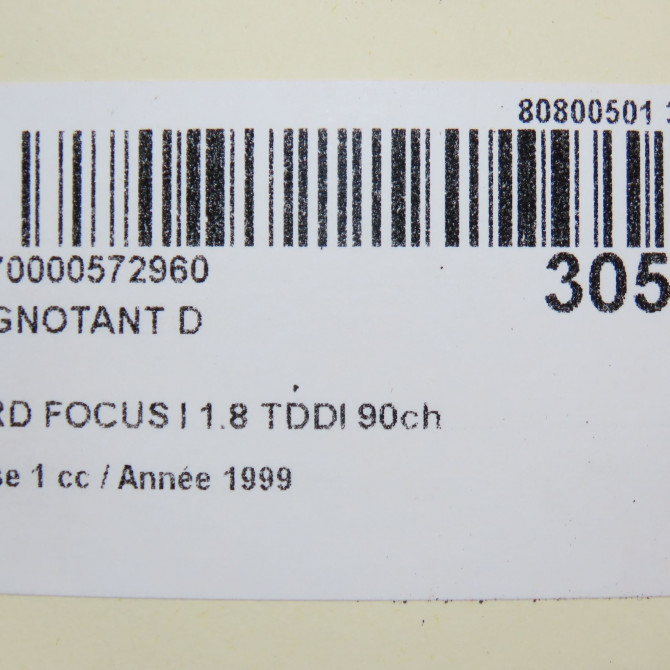 80800501
70000572960
305
GNOTANT D
RD FOCUS I 1.8 TDDI 90ch
se 1 cc / Année 1999